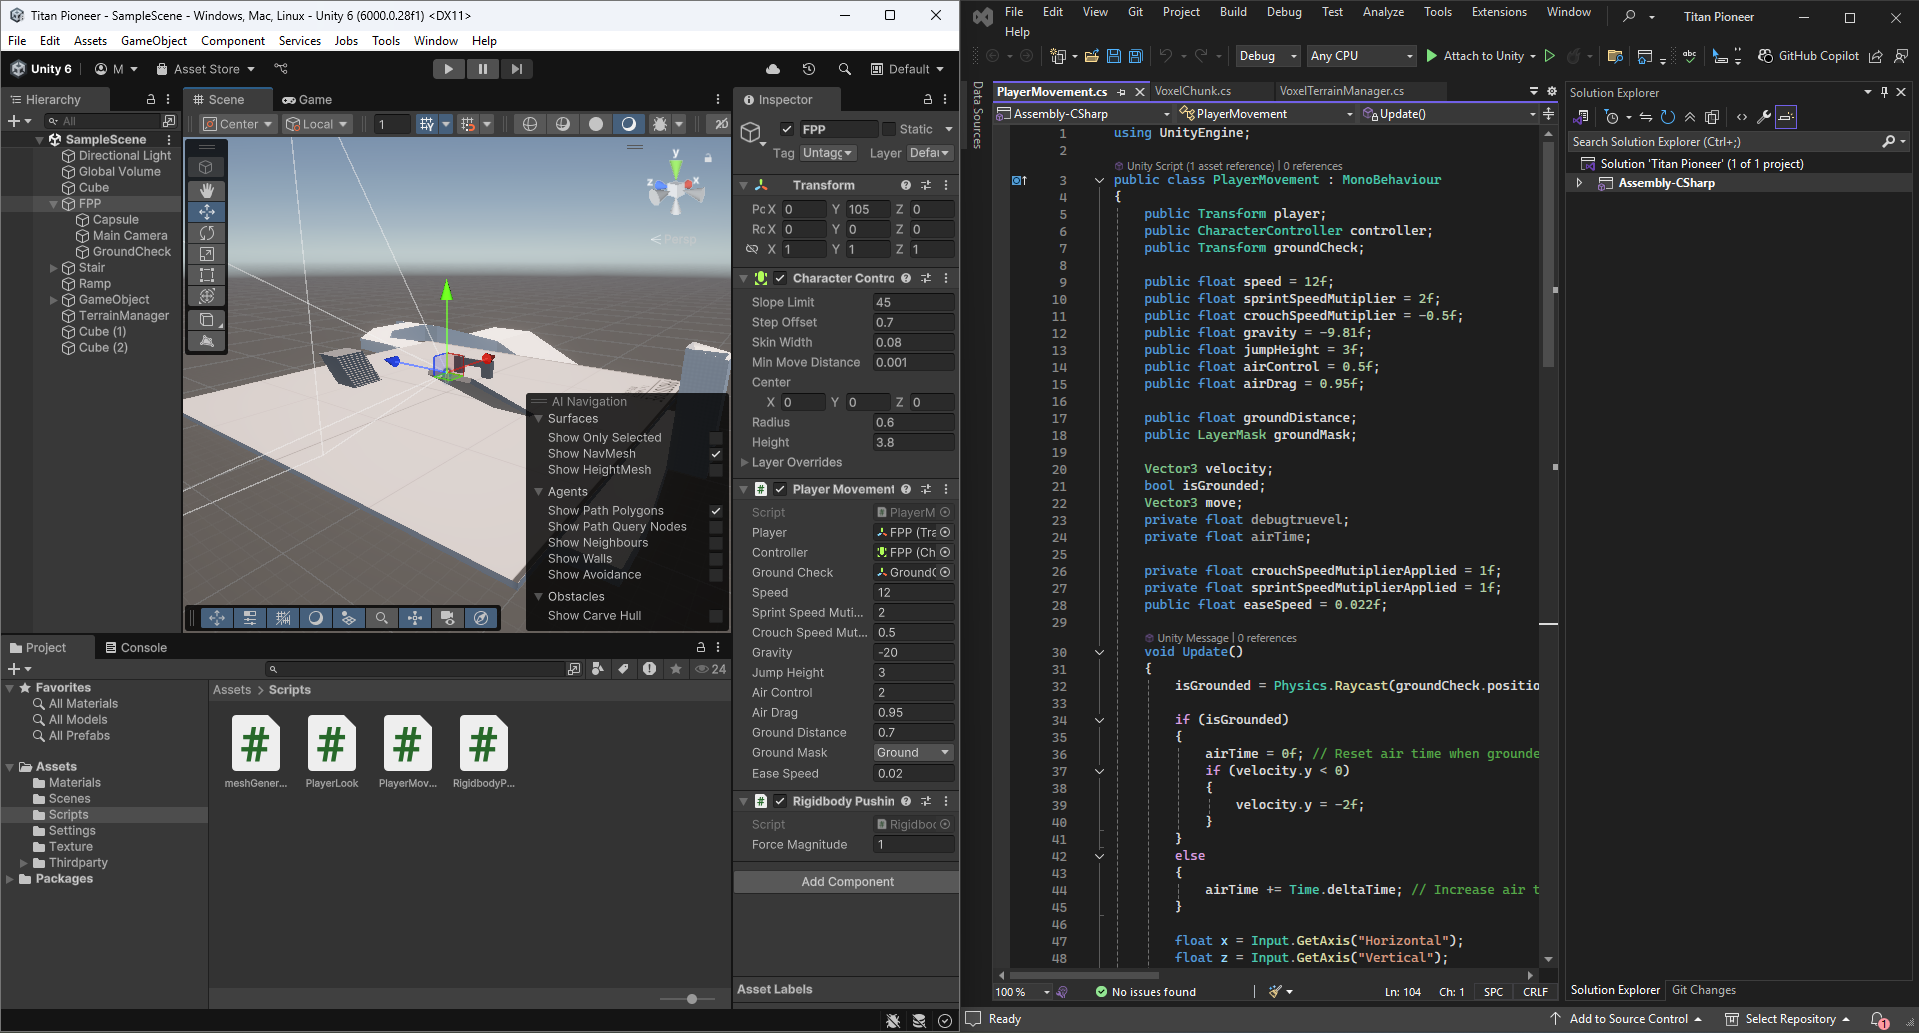 Titan Pioneer - SampleScene - Windows, Mac, Linux - Unity 6 (6000.0.28f1) <DX11>
File Edit Assets GameObject Component Services Jobs Tools Window Help
Unity 6 M Asset Store Default
Hierarchy
All
SampleScene
Directional Light
Global Volume
Cube
FPP
Capsule
Main Camera
GroundCheck
Stair
Ramp
GameObject
TerrainManager
Cube (1)
Cube (2)
Scene Game
Center Local 1 2D
y
z x
Persp
AI Navigation
Surfaces
Show Only Selected
Show NavMesh
Show HeightMesh
Agents
Show Path Polygons
Show Path Query Nodes
Show Neighbours
Show Walls
Show Avoidance
Obstacles
Show Carve Hull
Inspector
FPP Static
Tag Untagg Layer Defau
Transform
Pc X 0 Y 105 Z 0
Rc X 0 Y 0 Z 0
X 1 Y 1 Z 1
Character Contro
Slope Limit 45
Step Offset 0.7
Skin Width 0.08
Min Move Distance 0.001
Center
X 0 Y 0 Z 0
Radius 0.6
Height 3.8
Layer Overrides
Player Movement
Script PlayerM
Player FPP (Tra
Controller FPP (Ch
Ground Check GroundC
Speed 12
Sprint Speed Muti... 2
Crouch Speed Mut... 0.5
Gravity -20
Jump Height 3
Air Control 2
Air Drag 0.95
Ground Distance 0.7
Ground Mask Ground
Ease Speed 0.02
Rigidbody Pushin
Script Rigidboc
Force Magnitude 1
Add Component
Asset Labels
Project Console
24
Favorites
All Materials
All Models
All Prefabs
Assets
Materials
Scenes
Scripts
Settings
Texture
Thirdparty
Packages
Assets > Scripts
meshGener...
PlayerLook
PlayerMov...
RigidbodyP...
File Edit View Git Project Build Debug Test Analyze Tools Extensions Window
Help
Titan Pioneer
Debug Any CPU Attach to Unity GitHub Copilot
Data Sources
PlayerMovement.cs VoxelChunk.cs VoxelTerrainManager.cs
Assembly-CSharp PlayerMovement Update()
1 using UnityEngine;
2
Unity Script (1 asset reference) | 0 references
3 public class PlayerMovement : MonoBehaviour
4 {
5 public Transform player;
6 public CharacterController controller;
7 public Transform groundCheck;
8
9 public float speed = 12f;
10 public float sprintSpeedMutiplier = 2f;
11 public float crouchSpeedMutiplier = -0.5f;
12 public float gravity = -9.81f;
13 public float jumpHeight = 3f;
14 public float airControl = 0.5f;
15 public float airDrag = 0.95f;
16
17 public float groundDistance;
18 public LayerMask groundMask;
19
20 Vector3 velocity;
21 bool isGrounded;
22 Vector3 move;
23 private float debugtruevel;
24 private float airTime;
25
26 private float crouchSpeedMutiplierApplied = 1f;
27 private float sprintSpeedMutiplierApplied = 1f;
28 public float easeSpeed = 0.022f;
29
Unity Message | 0 references
30 void Update()
31 {
32 isGrounded = Physics.Raycast(groundCheck.positio
33
34 if (isGrounded)
35 {
36 airTime = 0f; // Reset air time when grounde
37 if (velocity.y < 0)
38 {
39 velocity.y = -2f;
40 }
41 }
42 else
43 {
44 airTime += Time.deltaTime; // Increase air t
45 }
46
47 float x = Input.GetAxis("Horizontal");
48 float z = Input.GetAxis("Vertical");
100 % No issues found Ln: 104 Ch: 1 SPC CRLF
Solution Explorer
Search Solution Explorer (Ctrl+;)
Solution 'Titan Pioneer' (1 of 1 project)
Assembly-CSharp
Solution Explorer Git Changes
Ready Add to Source Control Select Repository 1